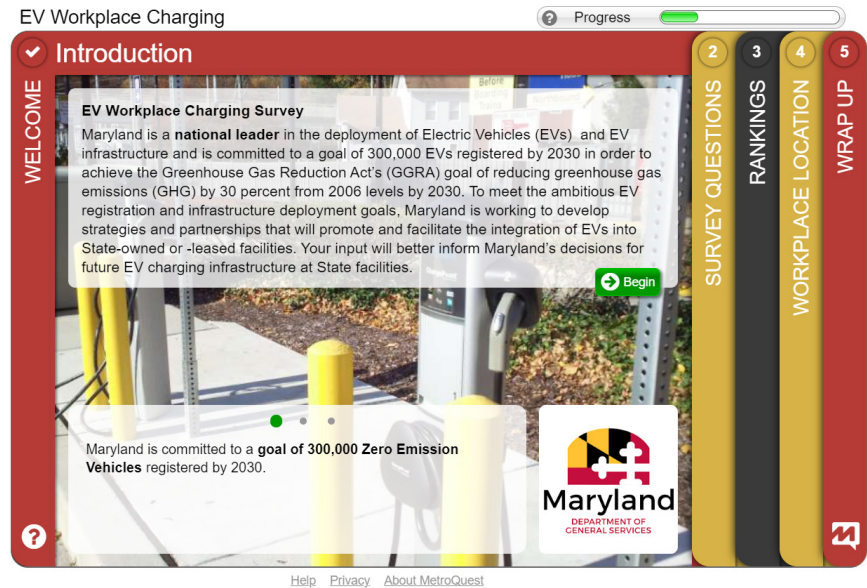 EV Workplace Charging
Progress
Introduction
WELCOME
EV Workplace Charging Survey
Maryland is a national leader in the deployment of Electric Vehicles (EVs) and EV
infrastructure and is committed to a goal of 300,000 EVs registered by 2030 in order to
achieve the Greenhouse Gas Reduction Act's (GGRA) goal of reducing greenhouse gas
emissions (GHG) by 30 percent from 2006 levels by 2030. To meet the ambitious EV
registration and infrastructure deployment goals, Maryland is working to develop
strategies and partnerships that will promote and facilitate the integration of EVs into
State-owned or -leased facilities. Your input will better inform Maryland's decisions for
future EV charging infrastructure at State facilities.
Begin
Maryland is committed to a goal of 300,000 Zero Emission
Vehicles registered by 2030.
Maryland
DEPARTMENT OF
GENERAL SERVICES
2
SURVEY QUESTIONS
3
RANKINGS
4
WORKPLACE LOCATION
5
WRAP UP
?
Help Privacy About MetroQuest